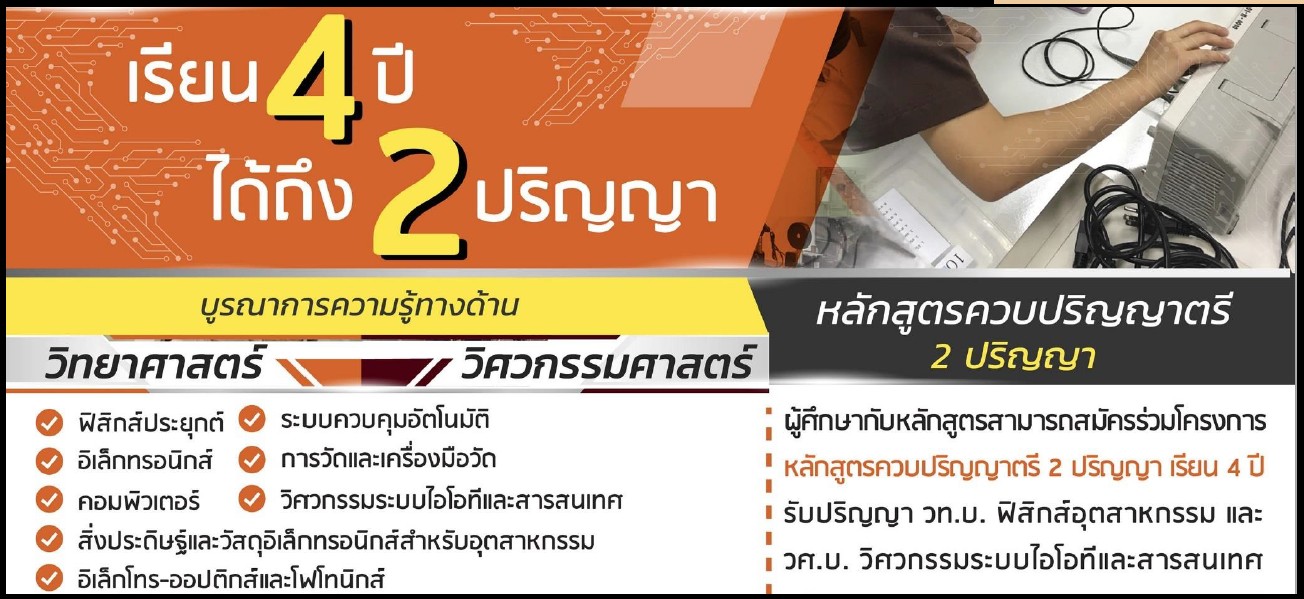 เรียน 4 ปี
ได้ถึง 2 ปริญญา
บูรณาการความรู้ทางด้าน
วิทยาศาสตร์ วิศวกรรมศาสตร์
ฟิสิกส์ประยุกต์ ระบบควบคุมอัตโนมัติ
อิเล็กทรอนิกส์ การวัดและเครื่องมือวัด
คอมพิวเตอร์ วิศวกรรมระบบไอโอทีและสารสนเทศ
สิ่งประดิษฐ์และวัสดุอิเล็กทรอนิกส์สำหรับอุตสาหกรรม
อิเล็กโทร-ออปติกส์และโฟโทนิกส์
หลักสูตรควบปริญญาตรี
2 ปริญญา
ผู้ศึกษากับหลักสูตรสามารถสมัครร่วมโครงการ
หลักสูตรควบปริญญาตรี 2 ปริญญา เรียน 4 ปี
รับปริญญา วท.บ. ฟิสิกส์อุตสาหกรรม และ
วศ.บ. วิศวกรรมระบบไอโอทีและสารสนเทศ